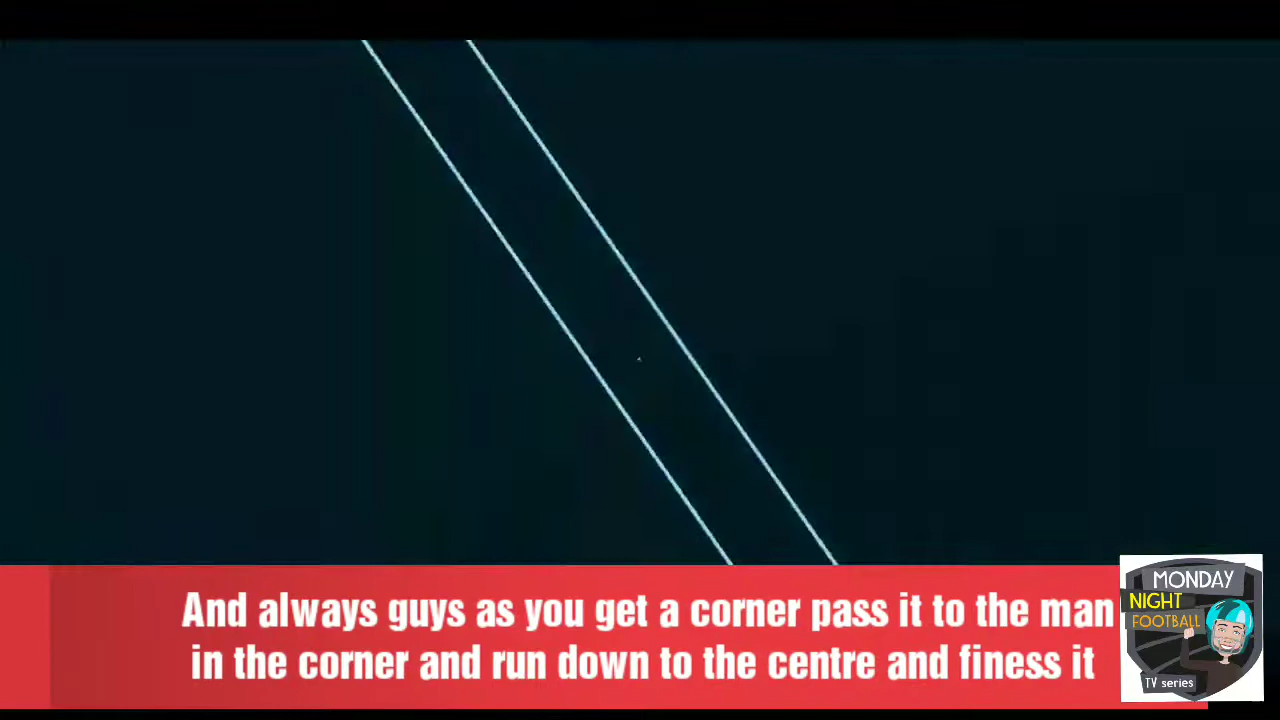 And always guys as you get a corner pass it to the man
in the corner and run down to the centre and finess it
MONDAY
NIGHT
FOOTBALL
TV series